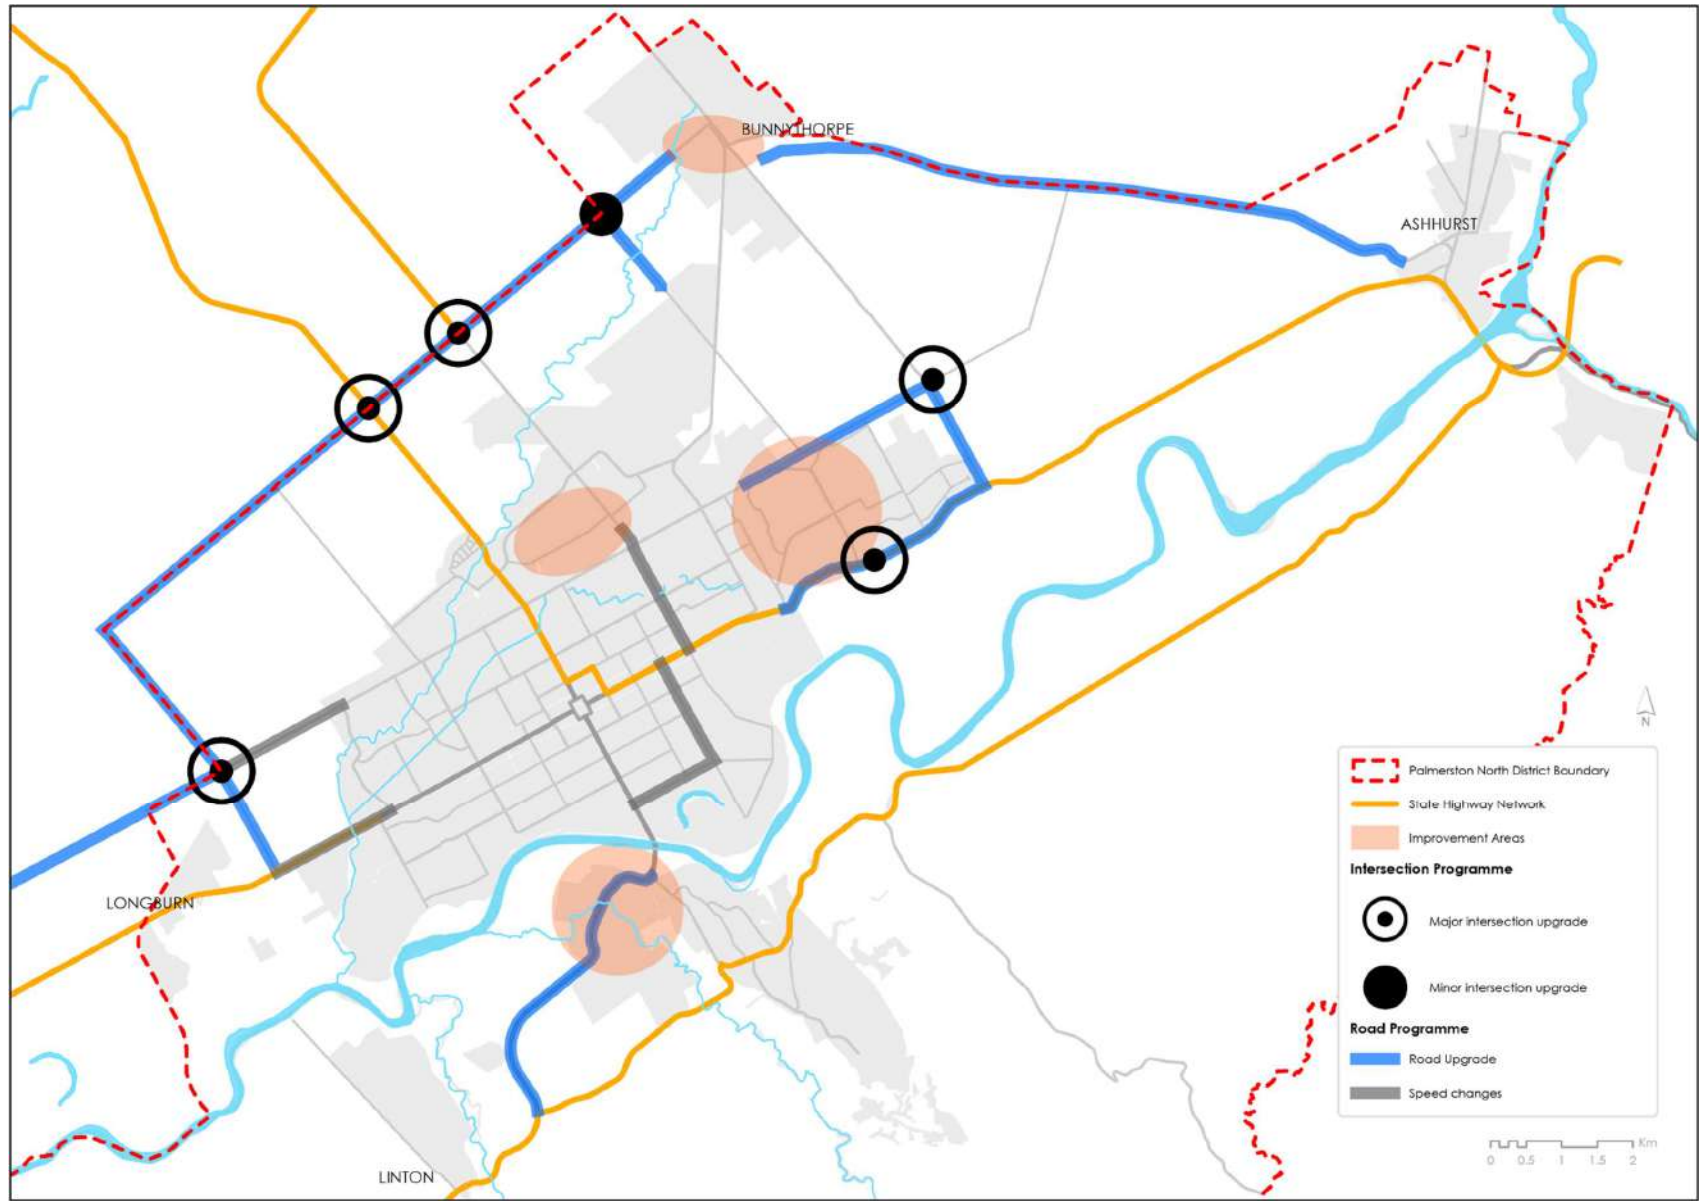 BUNNYTHORPE
ASHHURST
N
Palmerston North District Boundary
State Highway Network
Improvement Areas
Intersection Programme
Major intersection upgrade
LONGBURN
Minor intersection upgrade
Road Programme
Road Upgrade
Speed changes
Km
0 0.5 1 1.5 2
LINTON